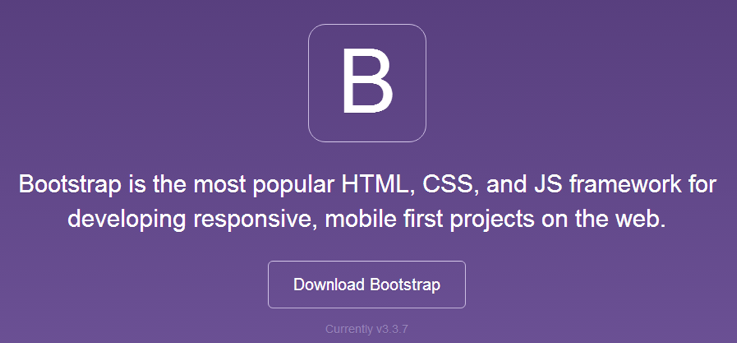 B
Bootstrap is the most popular HTML, CSS, and JS framework for
developing responsive, mobile first projects on the web.
Download Bootstrap
Currently v3.3.7